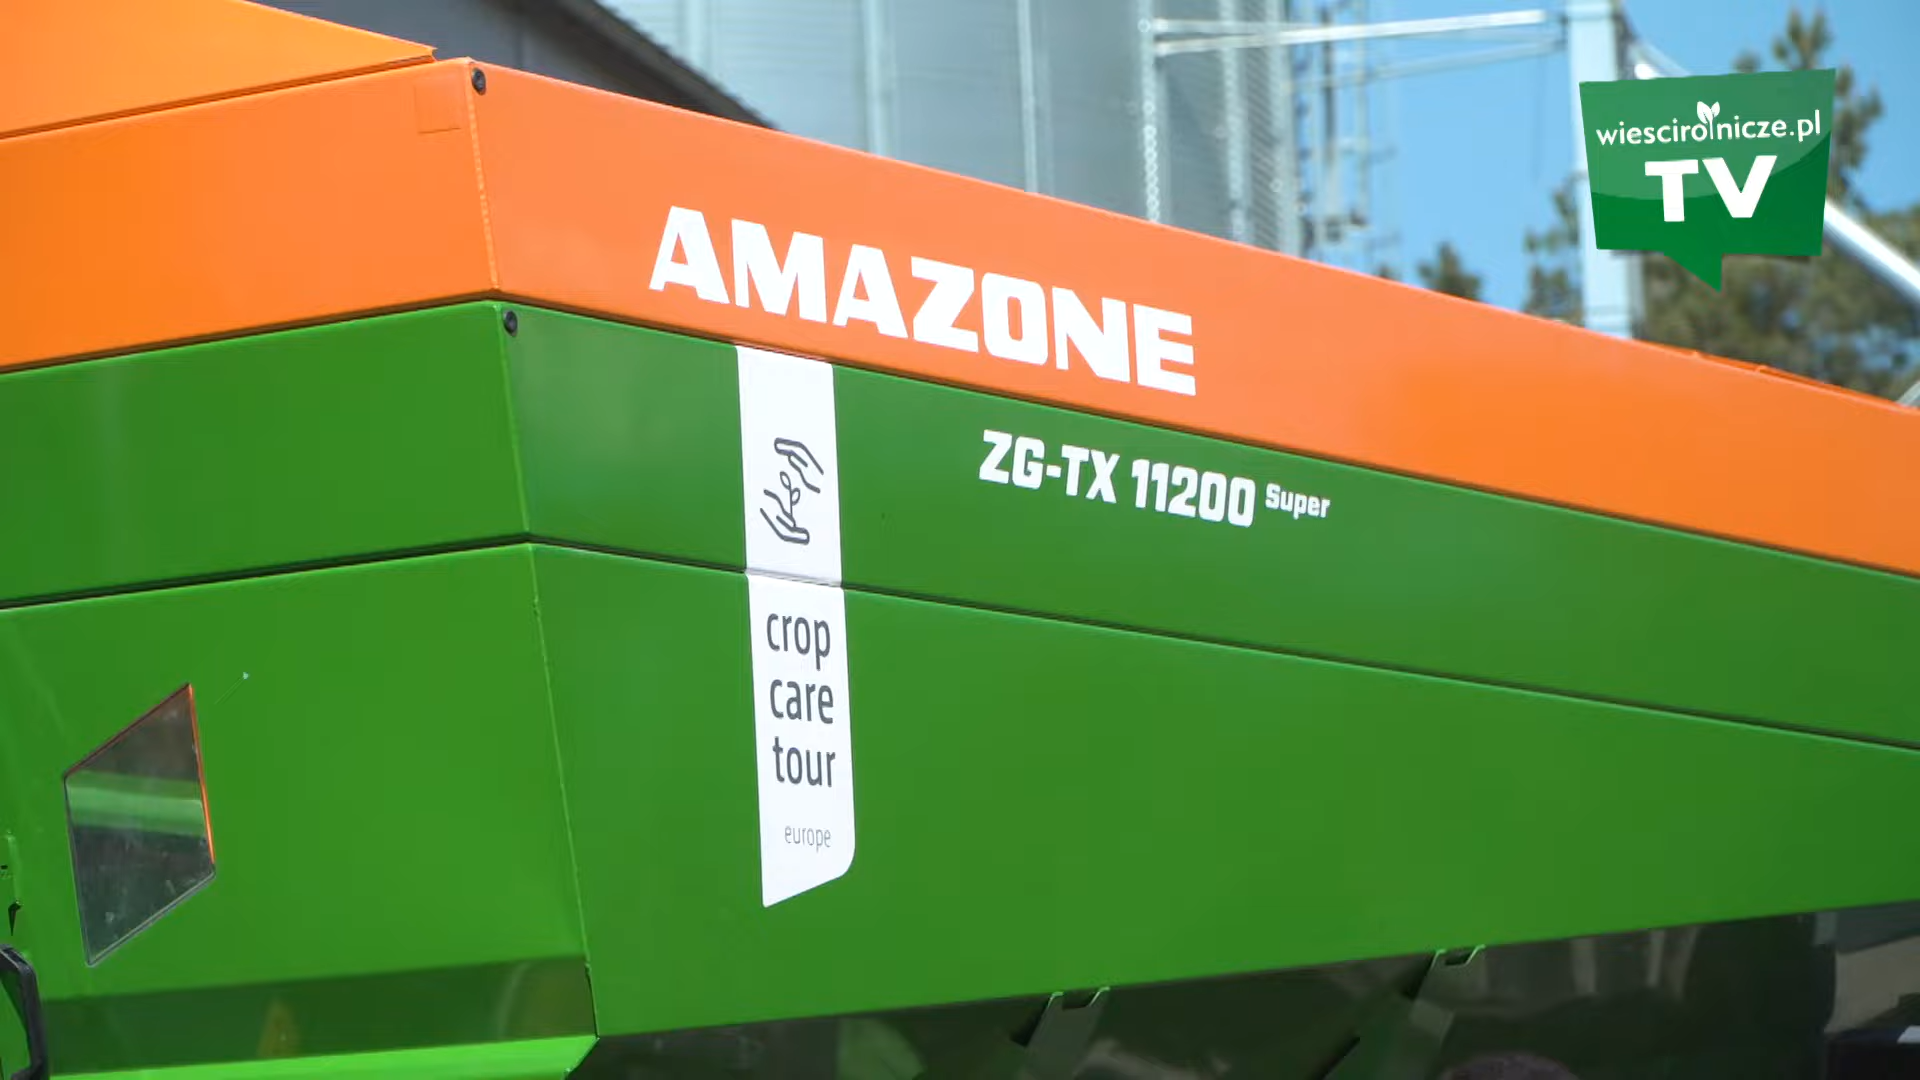 wiescirolnicze.pl
TV
AMAZONE
ZG-TX 11200 Super
crop
care
tour
europe